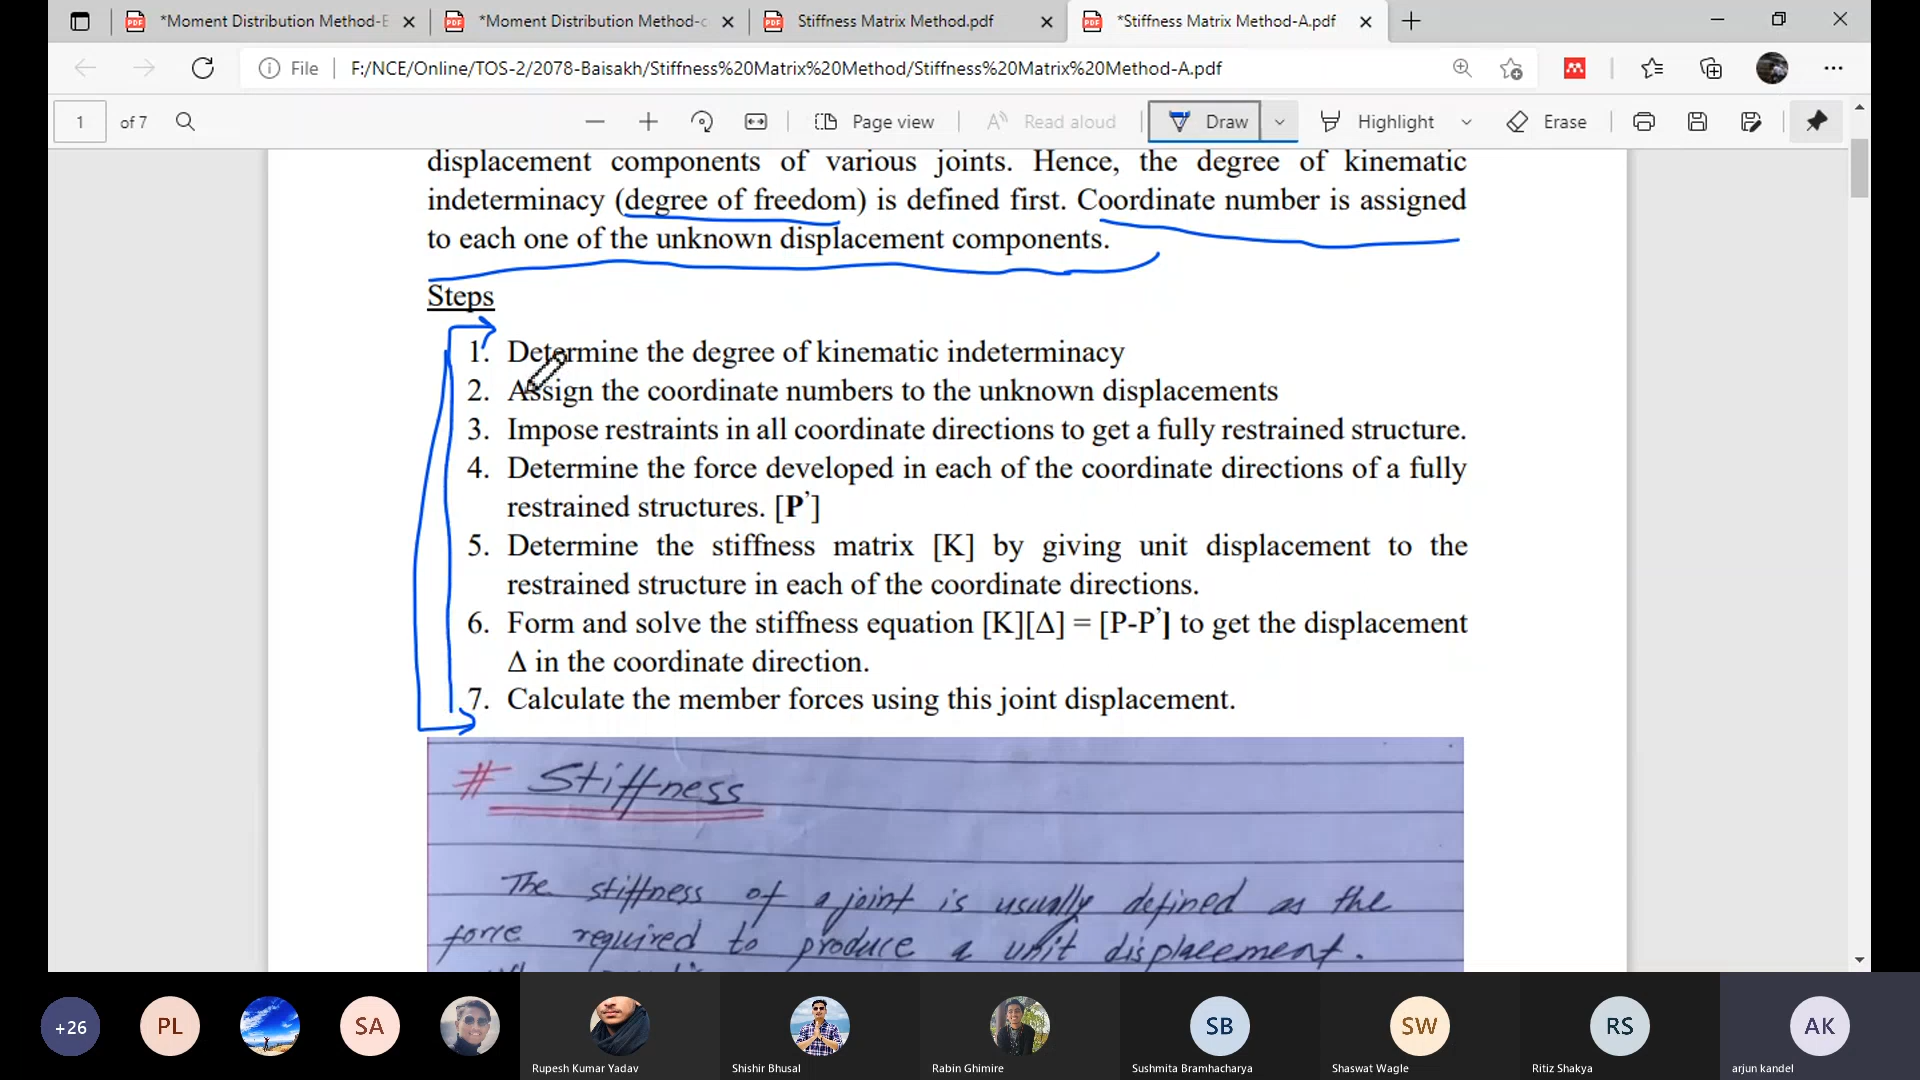 *Moment Distribution Method-E
*Moment Distribution Method-c
Stiffness Matrix Method.pdf
*Stiffness Matrix Method-A.pdf
File
F:/NCE/Online/TOS-2/2078-Baisakh/Stiffness%20Matrix%20Method/Stiffness%20Matrix%20Method-A.pdf
1 of 7
Page view
Read aloud
Draw
Highlight
Erase
displacement components of various joints. Hence, the degree of kinematic
indeterminacy (degree of freedom) is defined first. Coordinate number is assigned
to each one of the unknown displacement components.
Steps
1. Determine the degree of kinematic indeterminacy
2. Assign the coordinate numbers to the unknown displacements
3. Impose restraints in all coordinate directions to get a fully restrained structure.
4. Determine the force developed in each of the coordinate directions of a fully
restrained structures. [P’]
5. Determine the stiffness matrix [K] by giving unit displacement to the
restrained structure in each of the coordinate directions.
6. Form and solve the stiffness equation [K][Δ] = [P-P’] to get the displacement
Δ in the coordinate direction.
7. Calculate the member forces using this joint displacement.
# Stiffness
The stiffness of a joint is usually defined as the
force required to produce a unit displacement.
+26
PL
SA
SB
SW
RS
AK
Rupesh Kumar Yadav
Shishir Bhusal
Rabin Ghimire
Sushmita Bramhacharya
Shaswat Wagle
Ritiz Shakya
arjun kandel